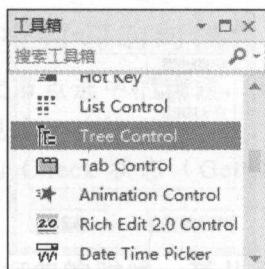 工具箱
搜索工具箱
Hot Key
List Control
Tree Control
Tab Control
Animation Control
2.0 Rich Edit 2.0 Control
Date Time Picker